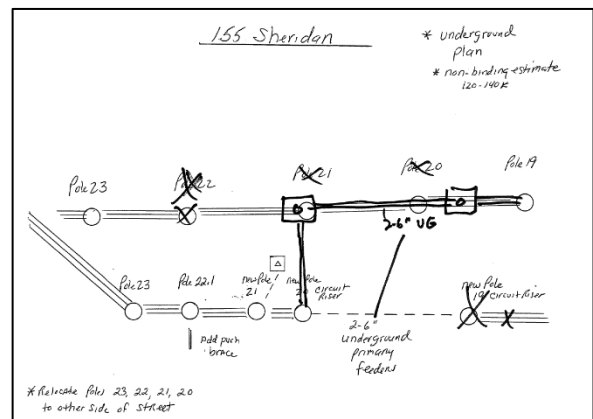 155 Sheridan
* underground
plan
* non-binding estimate
120-140K
Pole 23
Pole 22
Pole 21
Pole 20
Pole 19
2-6" UG
Pole 23
Pole 22.1
new Pole
21
new Pole
20 Circuit
Riser
new Pole
19 Circuit Riser
Add push
brace
2-6"
underground
primary
feeders
* Relocate Poles 23, 22, 21, 20
to other side of street